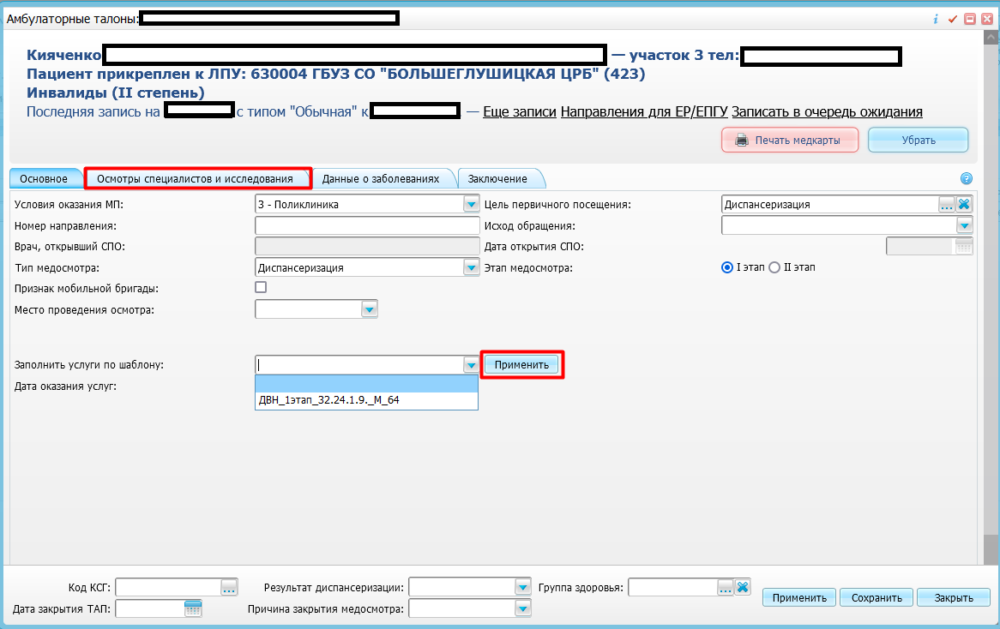 Амбулаторные талоны:
Кияченко — участок 3 тел:
Пациент прикреплен к ЛПУ: 630004 ГБУЗ СО "БОЛЬШЕГЛУШИЦКАЯ ЦРБ" (423)
Инвалиды (II степень)
Последняя запись на с типом "Обычная" к — Еще записи Направления для ЕР/ЕПГУ Записать в очередь ожидания
Печать медкарты Убрать
Основное Осмотры специалистов и исследования Данные о заболеваниях Заключение
Условия оказания МП: 3 - Поликлиника Цель первичного посещения: Диспансеризация
Номер направления: Исход обращения:
Врач, открывший СПО: Дата открытия СПО:
Тип медосмотра: Диспансеризация Этап медосмотра: I этап II этап
Признак мобильной бригады:
Место проведения осмотра:
Заполнить услуги по шаблону: Применить
Дата оказания услуг:
ДВН_1этап_32.24.1.9._М_64
Код КСГ: Результат диспансеризации: Группа здоровья:
Применить Сохранить Закрыть
Дата закрытия ТАП: Причина закрытия медосмотра: